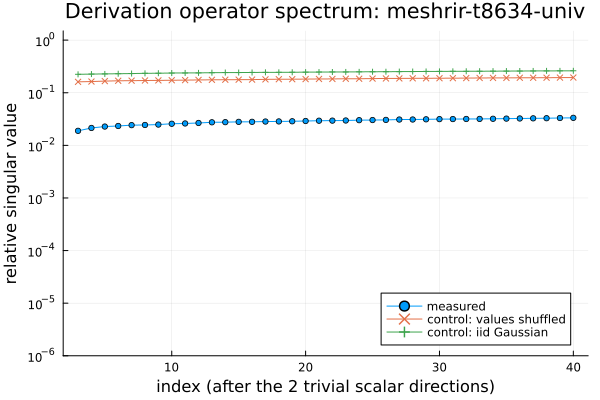 Derivation operator spectrum: meshrir-t8634-univ
relative singular value
10⁰
10⁻¹
10⁻²
10⁻³
10⁻⁴
10⁻⁵
10⁻⁶
measured
control: values shuffled
control: iid Gaussian
10
20
30
40
index (after the 2 trivial scalar directions)